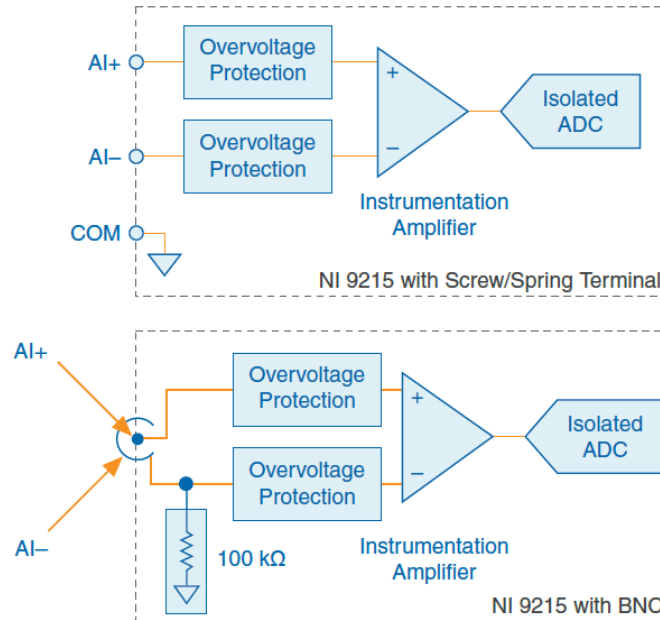 AI+
Overvoltage
Protection
+
Isolated
ADC
AI–
Overvoltage
Protection
–
Instrumentation
Amplifier
COM
NI 9215 with Screw/Spring Terminal
AI+
Overvoltage
Protection
+
Isolated
ADC
Overvoltage
Protection
–
AI–
100 kΩ
Instrumentation
Amplifier
NI 9215 with BNC